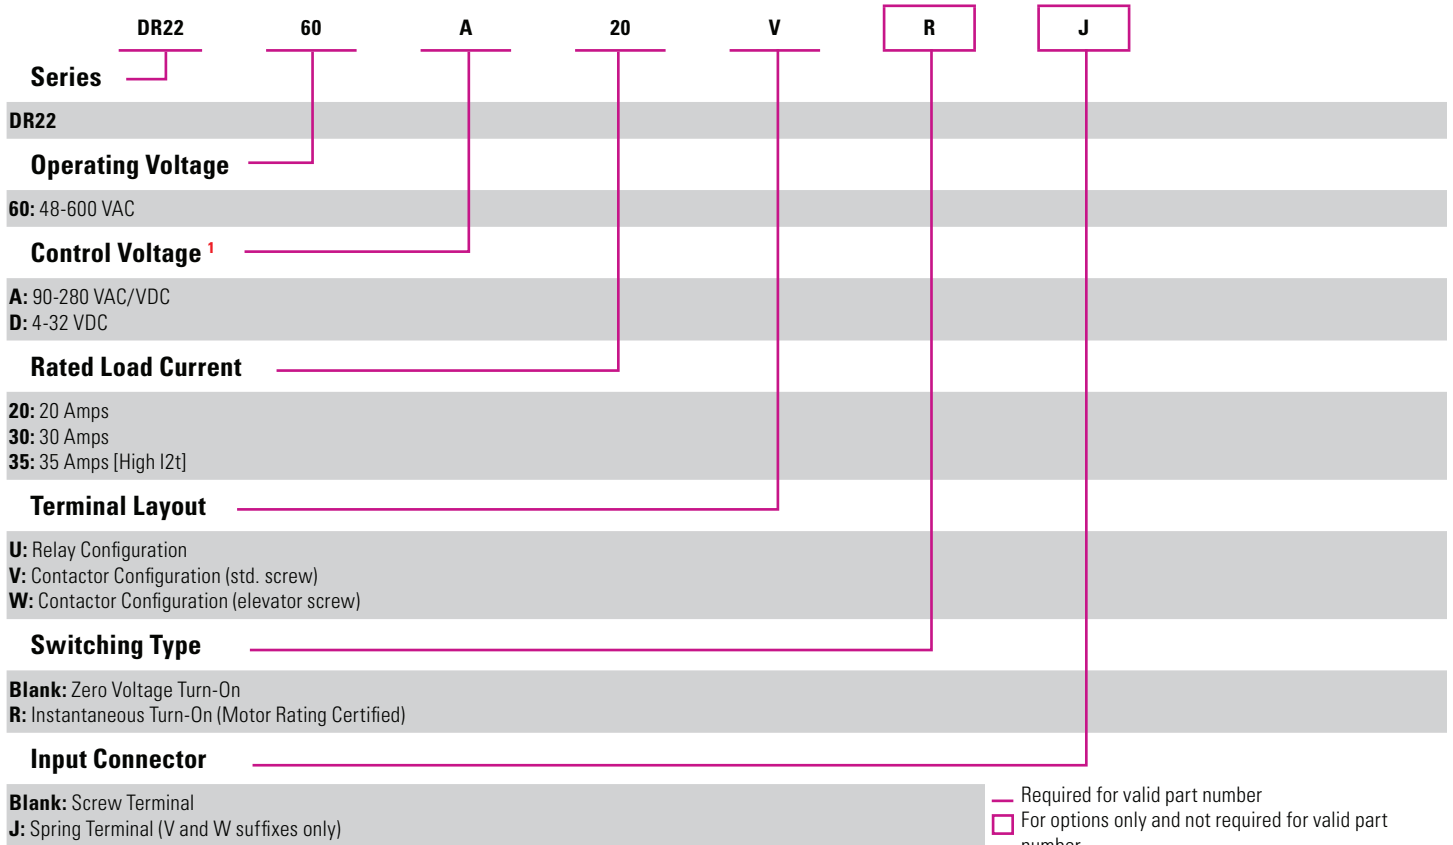 DR22 60 A 20 V R J
Series
DR22
Operating Voltage
60: 48-600 VAC
Control Voltage 1
A: 90-280 VAC/VDC
D: 4-32 VDC
Rated Load Current
20: 20 Amps
30: 30 Amps
35: 35 Amps [High I2t]
Terminal Layout
U: Relay Configuration
V: Contactor Configuration (std. screw)
W: Contactor Configuration (elevator screw)
Switching Type
Blank: Zero Voltage Turn-On
R: Instantaneous Turn-On (Motor Rating Certified)
Input Connector
Blank: Screw Terminal
J: Spring Terminal (V and W suffixes only)
Required for valid part number
For options only and not required for valid part
number